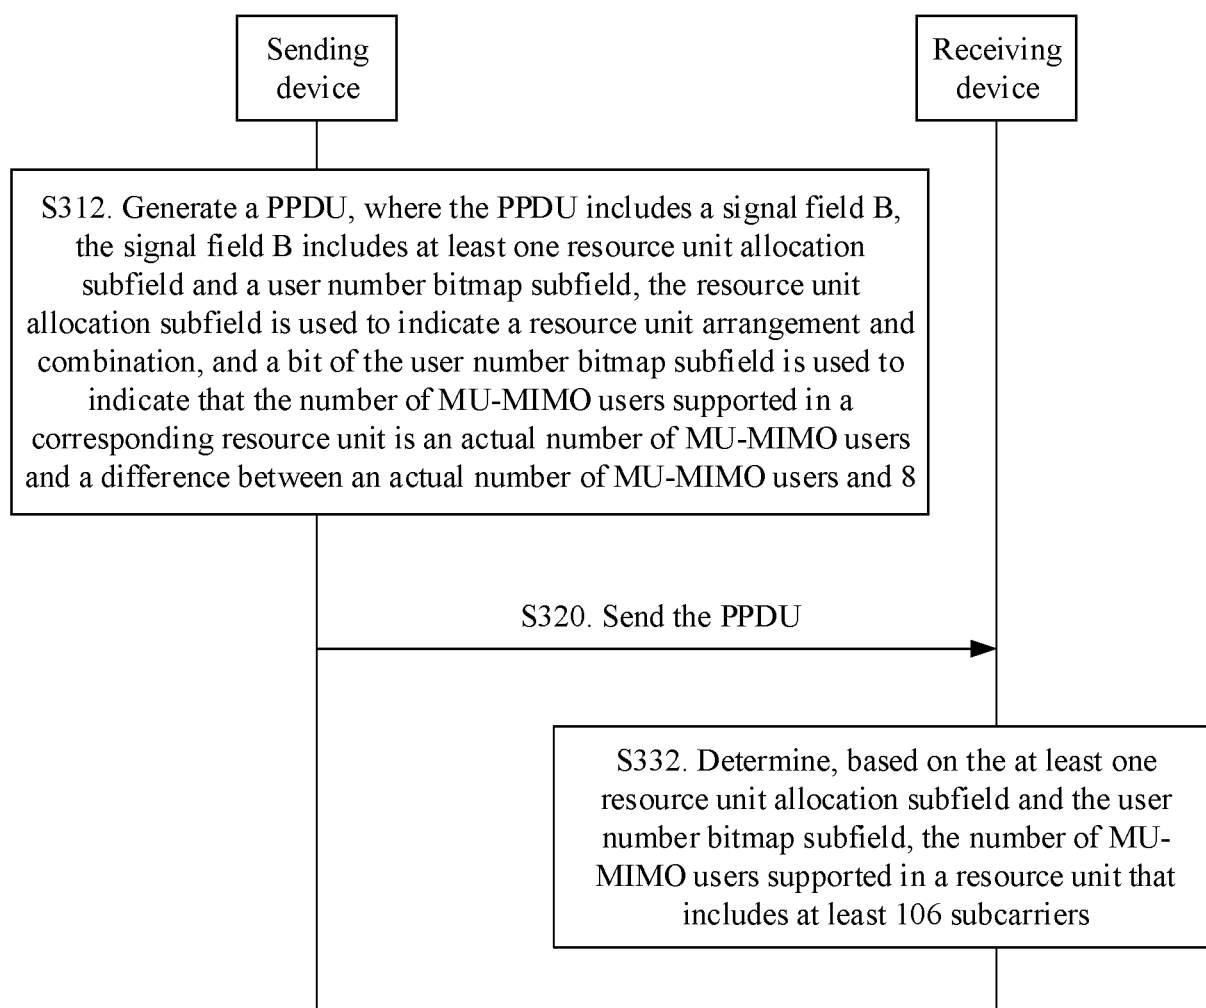 Sending
device
Receiving
device
S312. Generate a PPDU, where the PPDU includes a signal field B,
the signal field B includes at least one resource unit allocation
subfield and a user number bitmap subfield, the resource unit
allocation subfield is used to indicate a resource unit arrangement and
combination, and a bit of the user number bitmap subfield is used to
indicate that the number of MU-MIMO users supported in a
corresponding resource unit is an actual number of MU-MIMO users
and a difference between an actual number of MU-MIMO users and 8
S320. Send the PPDU
S332. Determine, based on the at least one
resource unit allocation subfield and the user
number bitmap subfield, the number of MU-
MIMO users supported in a resource unit that
includes at least 106 subcarriers